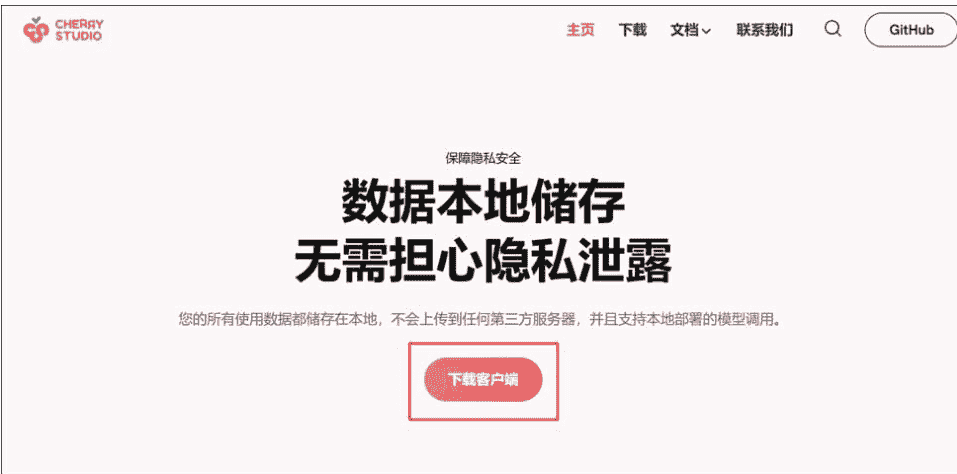 CHERRY
STUDIO
主页 下载 文档 联系我们 GitHub
保障隐私安全
数据本地储存
无需担心隐私泄露
您的所有使用数据都储存在本地，不会上传到任何第三方服务器，并且支持本地部署的模型调用。
下载客户端